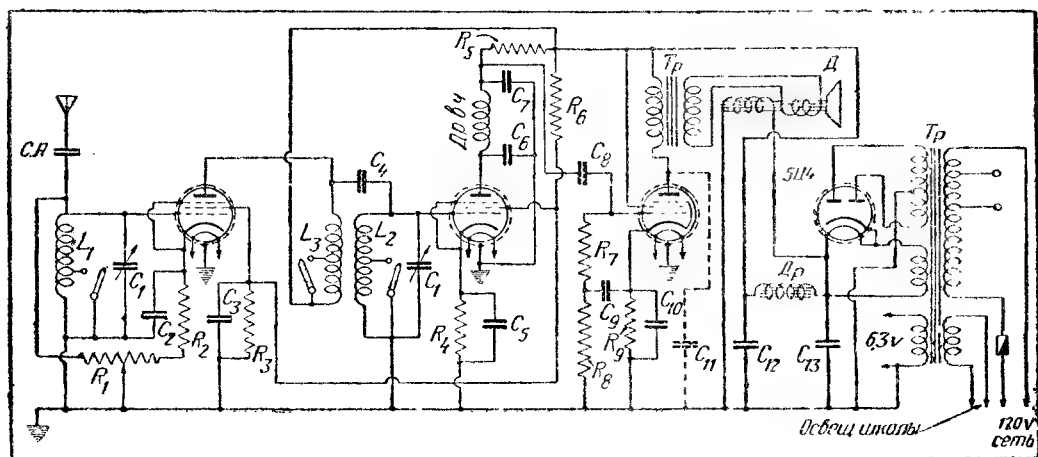 C.A
L₁
C₁
C₂
R₁
R₂
C₃
R₃
L₃
C₄
L₂
C₁
R₄
C₅
R₅
Др вч
C₇
C₆
R₆
C₈
R₇
C₉
R₉
C₁₀
R₈
C₁₁
Тр
Д
5Ц4
Др
C₁₂
C₁₃
Тр
6,3v
Освещ шкалы
120v
сеть